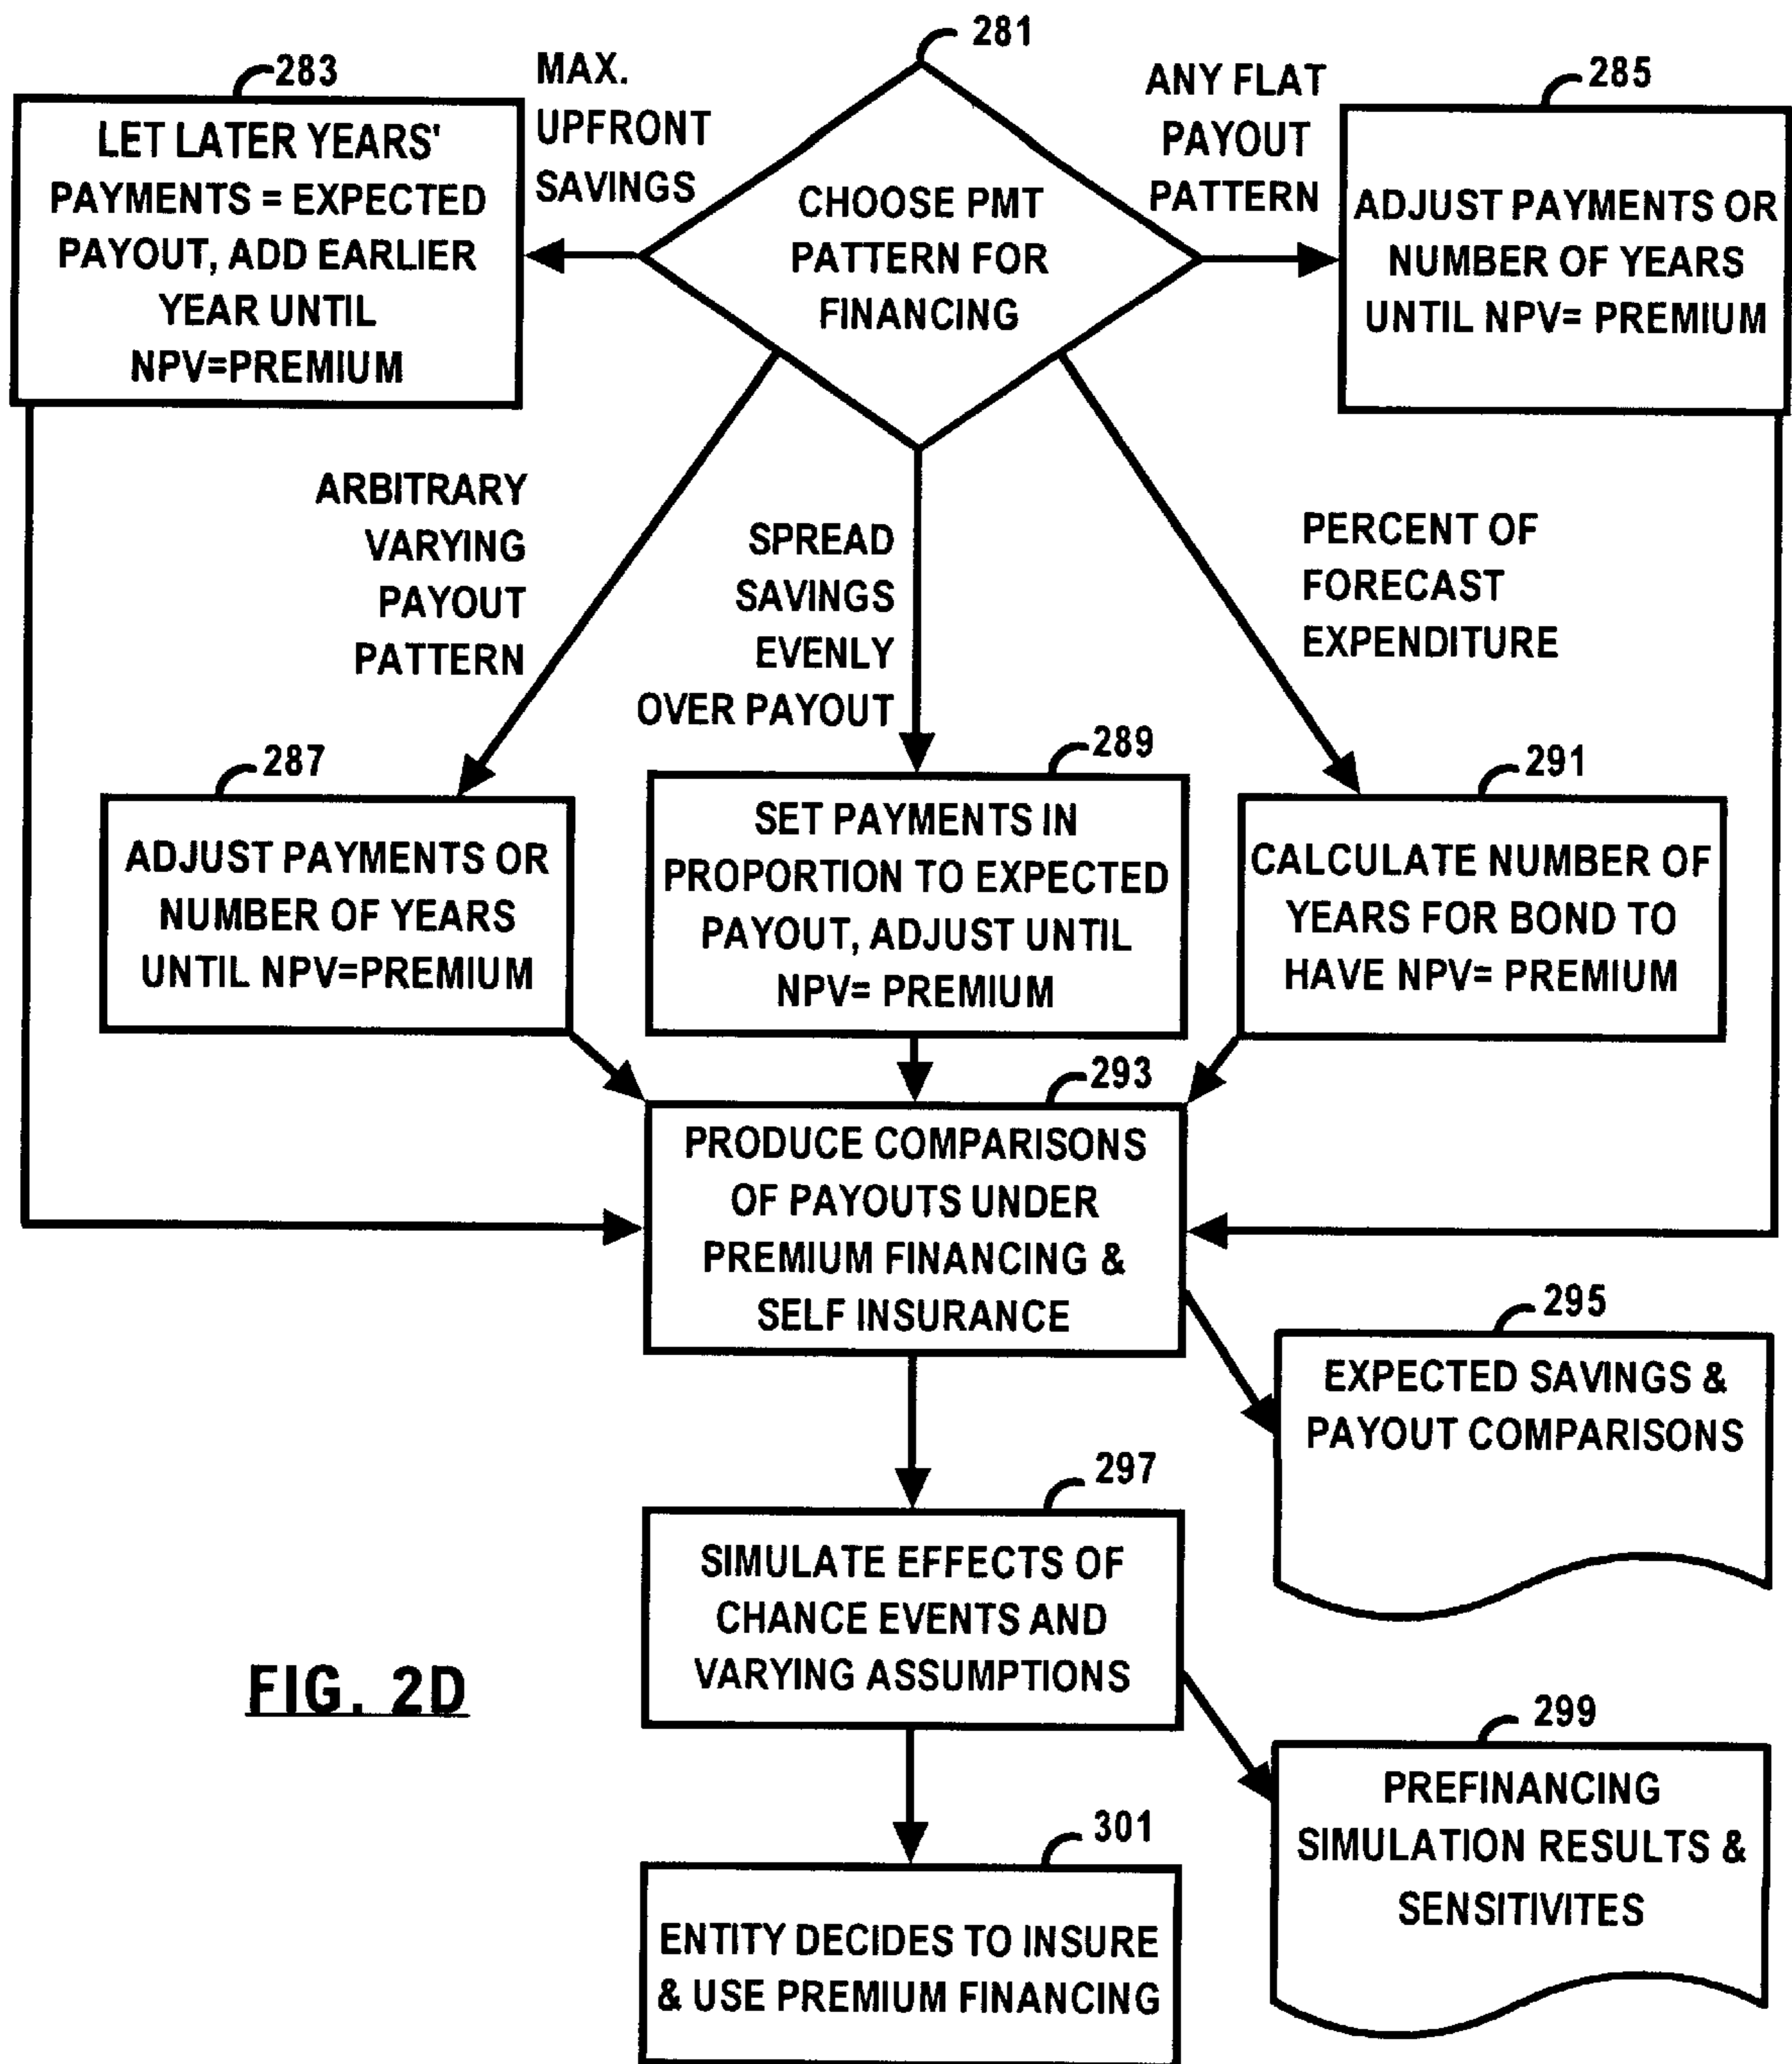 281
283
MAX.
UPFRONT
SAVINGS
ANY FLAT
PAYOUT
PATTERN
285
LET LATER YEARS'
PAYMENTS = EXPECTED
PAYOUT, ADD EARLIER
YEAR UNTIL
NPV=PREMIUM
CHOOSE PMT
PATTERN FOR
FINANCING
ADJUST PAYMENTS OR
NUMBER OF YEARS
UNTIL NPV= PREMIUM
ARBITRARY
VARYING
PAYOUT
PATTERN
SPREAD
SAVINGS
EVENLY
OVER PAYOUT
PERCENT OF
FORECAST
EXPENDITURE
287
ADJUST PAYMENTS OR
NUMBER OF YEARS
UNTIL NPV=PREMIUM
289
SET PAYMENTS IN
PROPORTION TO EXPECTED
PAYOUT, ADJUST UNTIL
NPV= PREMIUM
291
CALCULATE NUMBER OF
YEARS FOR BOND TO
HAVE NPV= PREMIUM
293
PRODUCE COMPARISONS
OF PAYOUTS UNDER
PREMIUM FINANCING &
SELF INSURANCE
295
EXPECTED SAVINGS &
PAYOUT COMPARISONS
297
SIMULATE EFFECTS OF
CHANCE EVENTS AND
VARYING ASSUMPTIONS
FIG. 2D
299
PREFINANCING
SIMULATION RESULTS &
SENSITIVITES
301
ENTITY DECIDES TO INSURE
& USE PREMIUM FINANCING